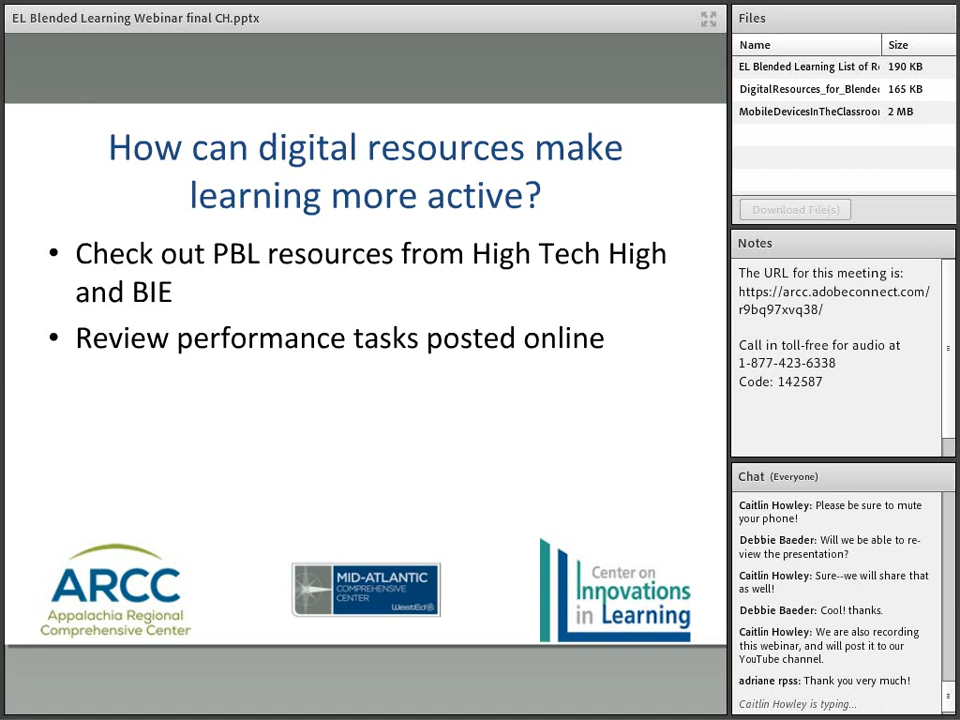 EL Blended Learning Webinar final CH.pptx
How can digital resources make
learning more active?
• Check out PBL resources from High Tech High
and BIE
• Review performance tasks posted online
ARCC
Appalachia Regional
Comprehensive Center
MID-ATLANTIC
COMPREHENSIVE
CENTER
WestEd
Center on
Innovations
in Learning
Files
Name Size
EL Blended Learning List of R 190 KB
DigitalResources_for_Blende 165 KB
MobileDevicesInTheClassroon 2 MB
Download File(s)
Notes
The URL for this meeting is:
https://arcc.adobeconnect.com/
r9bq97xvq38/
Call in toll-free for audio at
1-877-423-6338
Code: 142587
Chat (Everyone)
Caitlin Howley: Please be sure to mute
your phone!
Debbie Baeder: Will we be able to re-
view the presentation?
Caitlin Howley: Sure--we will share that
as well!
Debbie Baeder: Cool! thanks.
Caitlin Howley: We are also recording
this webinar, and will post it to our
YouTube channel.
adriane rpss: Thank you very much!
Caitlin Howley is typing...